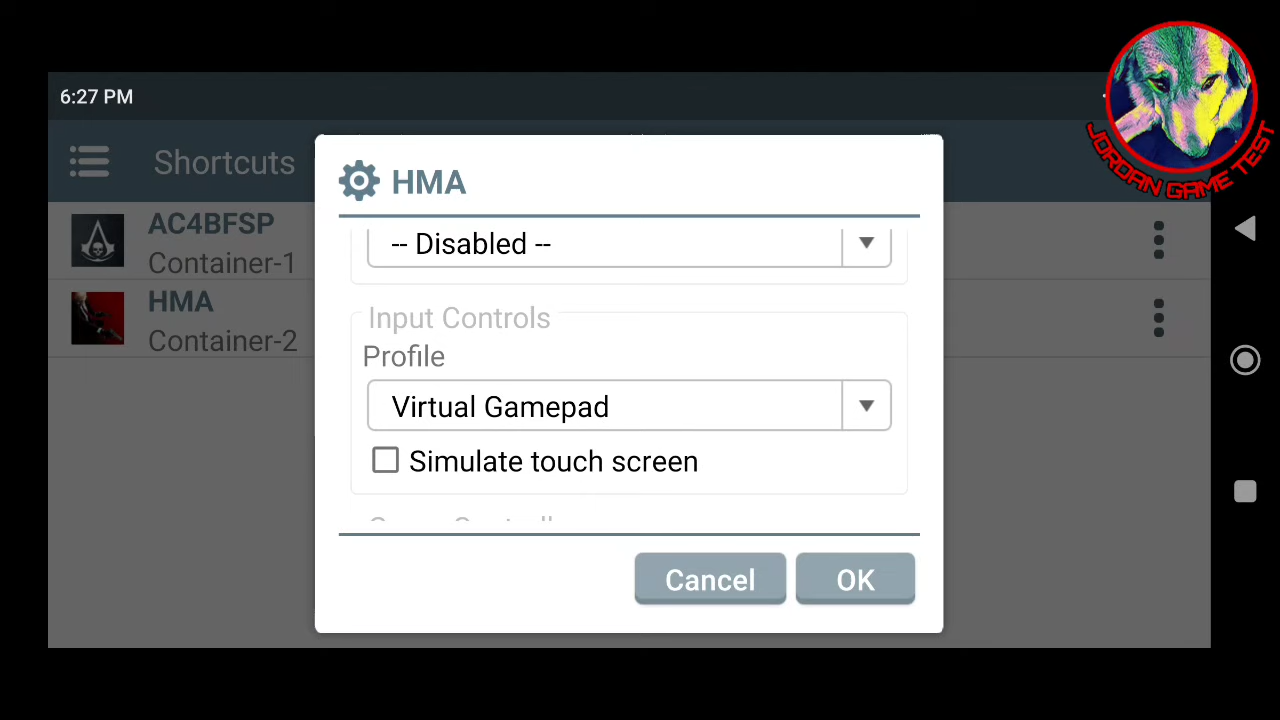 6:27 PM
JORDAN GAME TEST
Shortcuts
HMA
AC4BFSP
Container-1
HMA
Container-2
-- Disabled --
Input Controls
Profile
Virtual Gamepad
Simulate touch screen
Cancel
OK